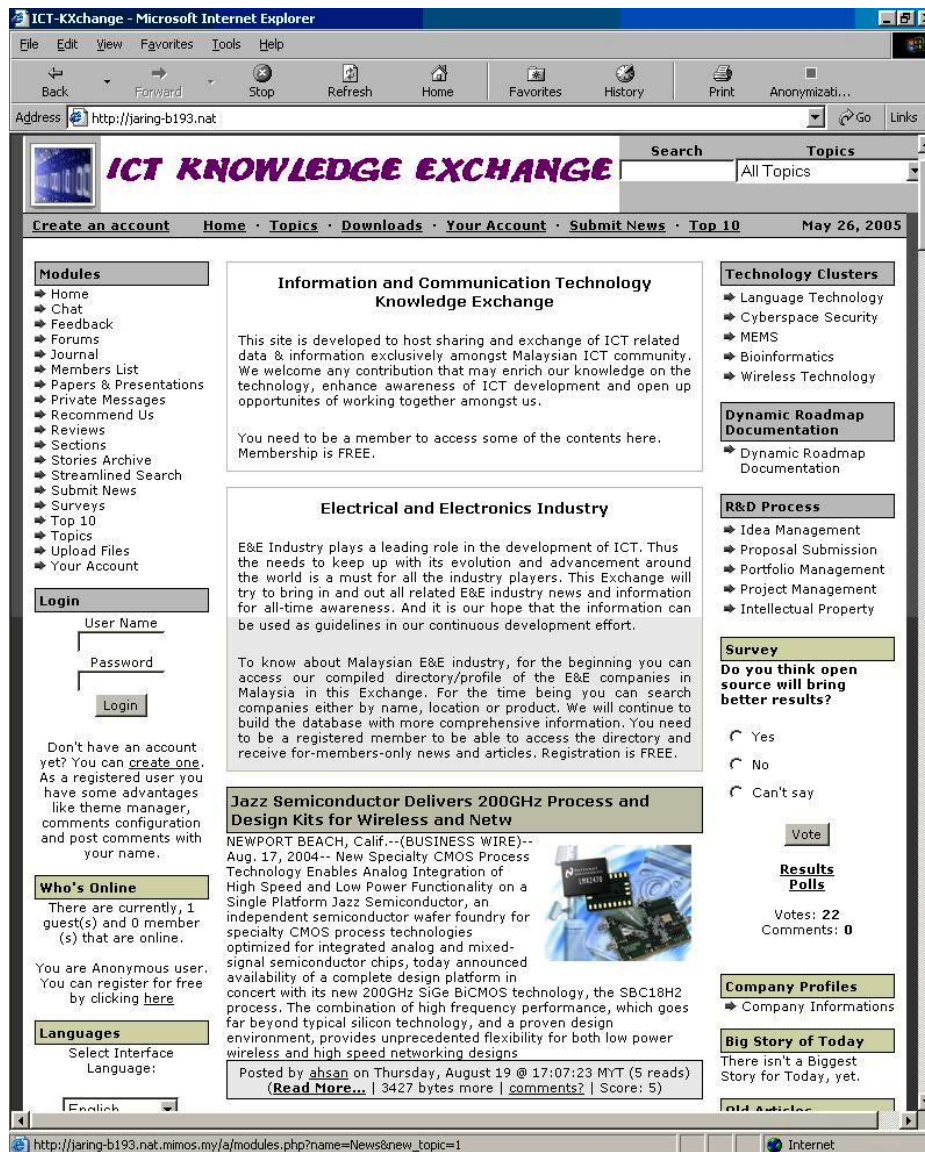 ICT-KXchange - Microsoft Internet Explorer
File Edit View Favorites Tools Help
Back Forward Stop Refresh Home Favorites History Print Anonymizati...
Address http://jaring-b193.nat Go Links
ICT KNOWLEDGE EXCHANGE
Search Topics
All Topics
Create an account Home · Topics · Downloads · Your Account · Submit News · Top 10 May 26, 2005
Modules
Home
Chat
Feedback
Forums
Journal
Members List
Papers & Presentations
Private Messages
Recommend Us
Reviews
Sections
Stories Archive
Streamlined Search
Submit News
Surveys
Top 10
Topics
Upload Files
Your Account
Login
User Name
Password
Login
Don't have an account
yet? You can create one.
As a registered user you
have some advantages
like theme manager,
comments configuration
and post comments with
your name.
Who's Online
There are currently, 1
guest(s) and 0 member
(s) that are online.
You are Anonymous user.
You can register for free
by clicking here
Languages
Select Interface
Language:
English
Information and Communication Technology
Knowledge Exchange
This site is developed to host sharing and exchange of ICT related
data & information exclusively amongst Malaysian ICT community.
We welcome any contribution that may enrich our knowledge on the
technology, enhance awareness of ICT development and open up
opportunites of working together amongst us.
You need to be a member to access some of the contents here.
Membership is FREE.
Electrical and Electronics Industry
E&E Industry plays a leading role in the development of ICT. Thus
the needs to keep up with its evolution and advancement around
the world is a must for all the industry players. This Exchange will
try to bring in and out all related E&E industry news and information
for all-time awareness. And it is our hope that the information can
be used as guidelines in our continuous development effort.
To know about Malaysian E&E industry, for the beginning you can
access our compiled directory/profile of the E&E companies in
Malaysia in this Exchange. For the time being you can search
companies either by name, location or product. We will continue to
build the database with more comprehensive information. You need
to be a registered member to be able to access the directory and
receive for-members-only news and articles. Registration is FREE.
Jazz Semiconductor Delivers 200GHz Process and
Design Kits for Wireless and Netw
NEWPORT BEACH, Calif.--(BUSINESS WIRE)--
Aug. 17, 2004-- New Specialty CMOS Process
Technology Enables Analog Integration of
High Speed and Low Power Functionality on a
Single Platform Jazz Semiconductor, an
independent semiconductor wafer foundry for
specialty CMOS process technologies
optimized for integrated analog and mixed-
signal semiconductor chips, today announced
availability of a complete design platform in
concert with its new 200GHz SiGe BiCMOS technology, the SBC18H2
process. The combination of high frequency performance, which goes
far beyond typical silicon technology, and a proven design
environment, provides unprecedented flexibility for both low power
wireless and high speed networking designs
Posted by ahsan on Thursday, August 19 @ 17:07:23 MYT (5 reads)
(Read More... | 3427 bytes more | comments? | Score: 5)
Technology Clusters
Language Technology
Cyberspace Security
MEMS
Bioinformatics
Wireless Technology
Dynamic Roadmap
Documentation
Dynamic Roadmap
Documentation
R&D Process
Idea Management
Proposal Submission
Portfolio Management
Project Management
Intellectual Property
Survey
Do you think open
source will bring
better results?
Yes
No
Can't say
Vote
Results
Polls
Votes: 22
Comments: 0
Company Profiles
Company Informations
Big Story of Today
There isn't a Biggest
Story for Today, yet.
Old Articles
http://jaring-b193.nat.mimos.my/a/modules.php?name=News&new_topic=1 Internet